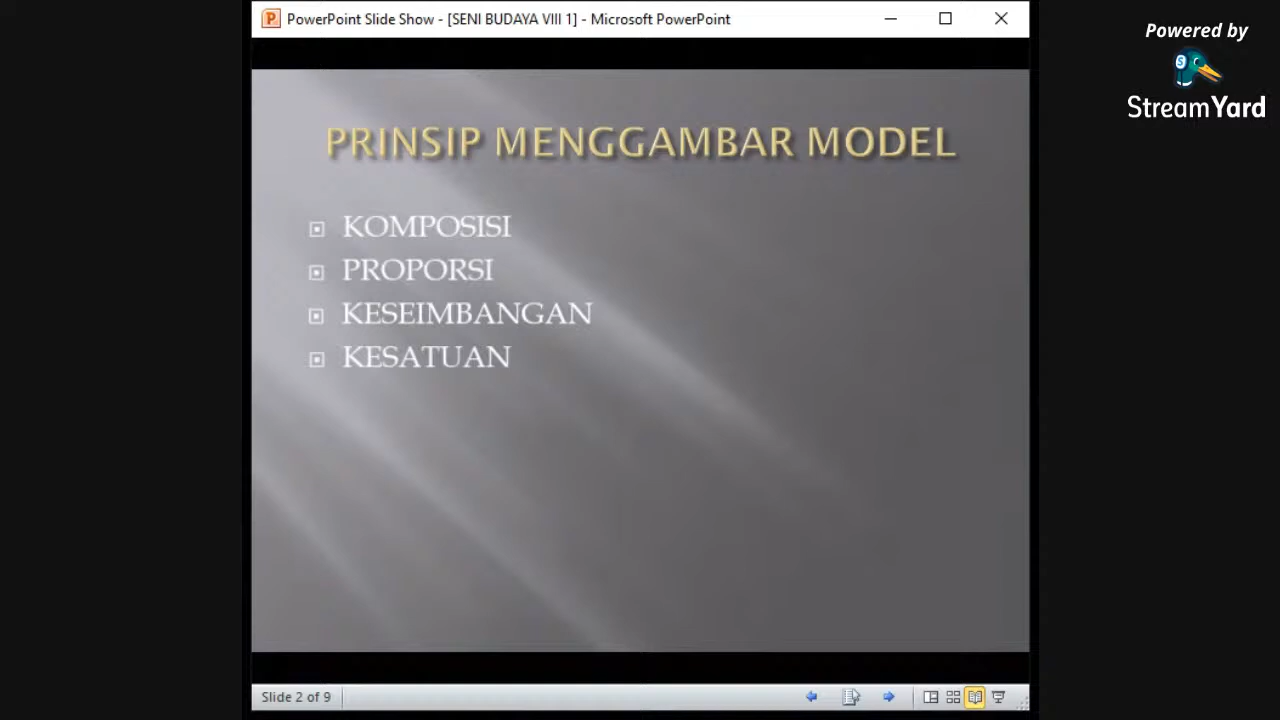 PowerPoint Slide Show - [SENI BUDAYA VIII 1] - Microsoft PowerPoint
Powered by
StreamYard
PRINSIP MENGGAMBAR MODEL
KOMPOSISI
PROPORSI
KESEIMBANGAN
KESATUAN
Slide 2 of 9